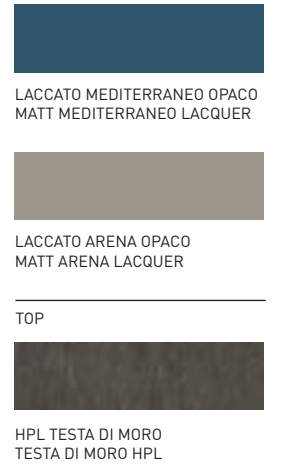 LACCATO MEDITERRANEO OPACO
MATT MEDITERRANEO LACQUER
LACCATO ARENA OPACO
MATT ARENA LACQUER
TOP
HPL TESTA DI MORO
TESTA DI MORO HPL